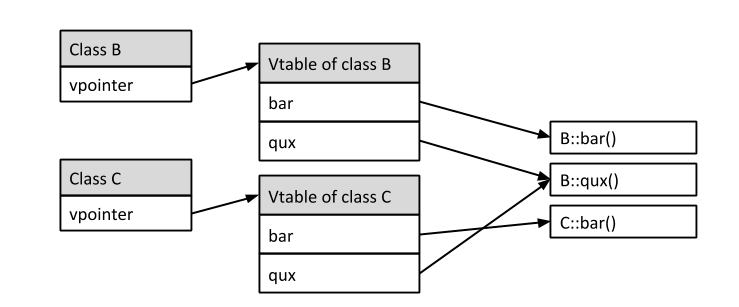 Class B
vpointer
Vtable of class B
bar
qux
Class C
vpointer
Vtable of class C
bar
qux
B::bar()
B::qux()
C::bar()